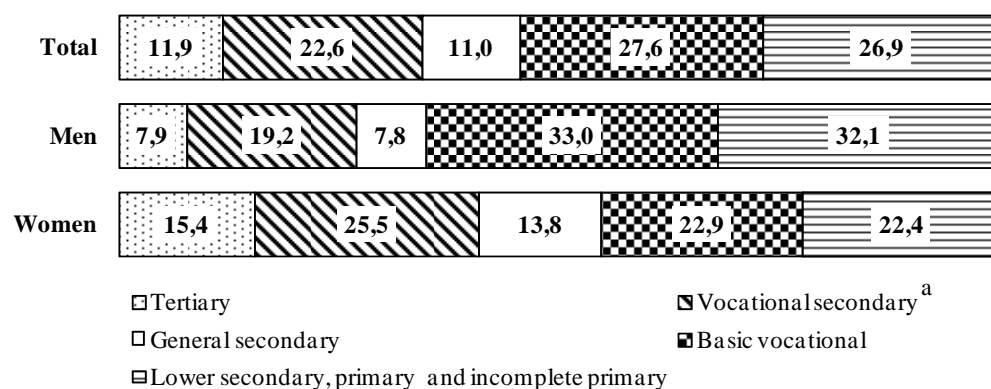 Total 11,9 22,6 11,0 27,6 26,9
Men 7,9 19,2 7,8 33,0 32,1
Women 15,4 25,5 13,8 22,9 22,4
Tertiary Vocational secondary a
General secondary Basic vocational
Lower secondary, primary and incomplete primary